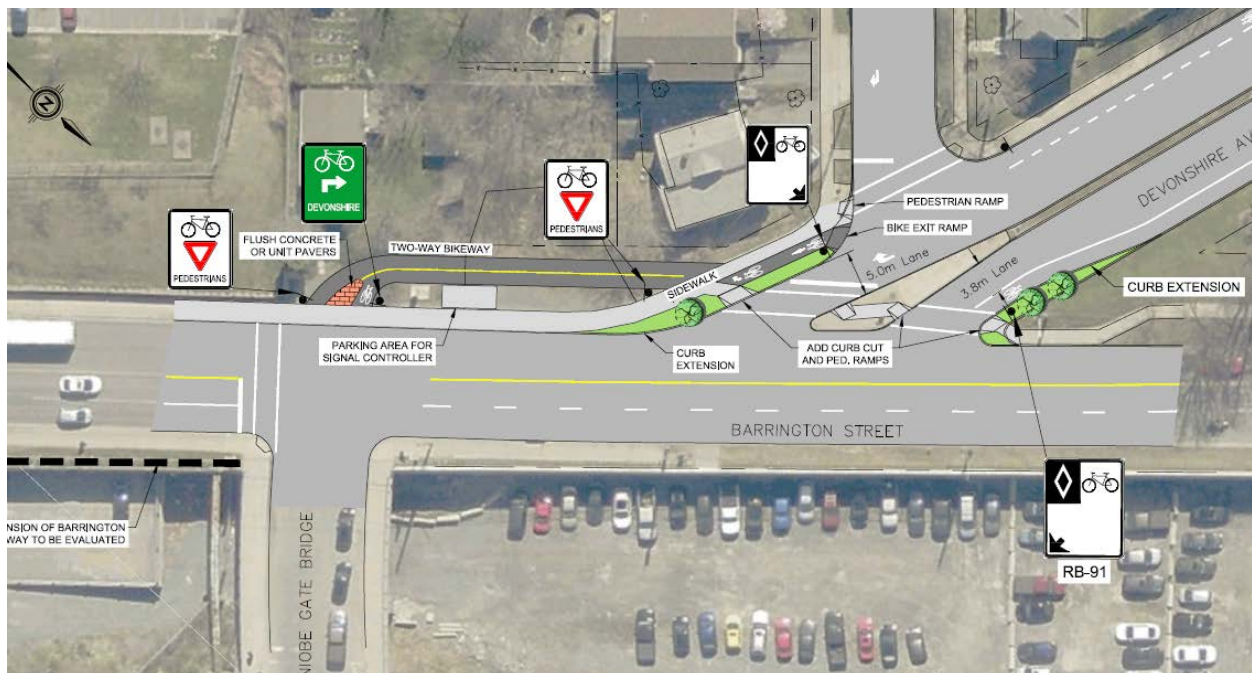 N
DEVONSHIRE
PEDESTRIANS
FLUSH CONCRETE
OR UNIT PAVERS
TWO-WAY BIKEWAY
PEDESTRIANS
PEDESTRIAN RAMP
BIKE EXIT RAMP
SIDEWALK
5.0m Lane
3.8m Lane
DEVONSHIRE AV
CURB EXTENSION
PARKING AREA FOR
SIGNAL CONTROLLER
CURB
EXTENSION
ADD CURB CUT
AND PED. RAMPS
BARRINGTON STREET
NSION OF BARRINGTON
WAY TO BE EVALUATED
NIOBE GATE BRIDGE
RB-91